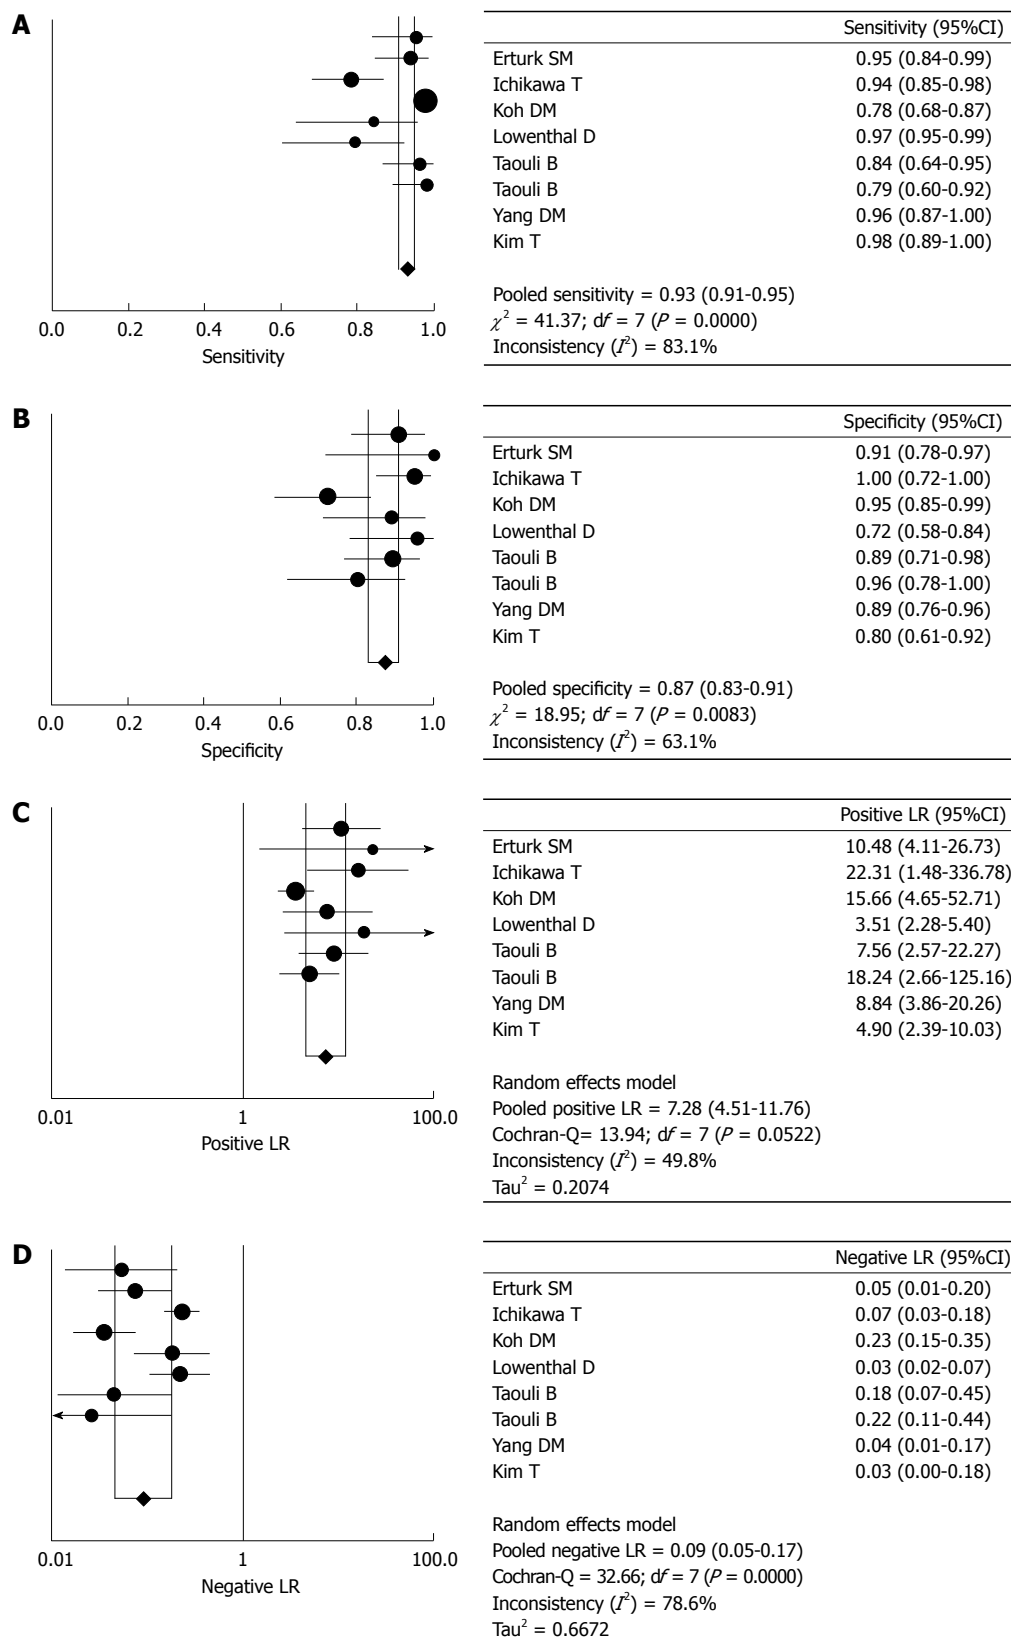 A
Sensitivity (95%CI)
Erturk SM 0.95 (0.84-0.99)
Ichikawa T 0.94 (0.85-0.98)
Koh DM 0.78 (0.68-0.87)
Lowenthal D 0.97 (0.95-0.99)
Taouli B 0.84 (0.64-0.95)
Taouli B 0.79 (0.60-0.92)
Yang DM 0.96 (0.87-1.00)
Kim T 0.98 (0.89-1.00)
Pooled sensitivity = 0.93 (0.91-0.95)
χ² = 41.37; df = 7 (P = 0.0000)
Inconsistency (I²) = 83.1%
0.0 0.2 0.4 0.6 0.8 1.0
Sensitivity
B
Specificity (95%CI)
Erturk SM 0.91 (0.78-0.97)
Ichikawa T 1.00 (0.72-1.00)
Koh DM 0.95 (0.85-0.99)
Lowenthal D 0.72 (0.58-0.84)
Taouli B 0.89 (0.71-0.98)
Taouli B 0.96 (0.78-1.00)
Yang DM 0.89 (0.76-0.96)
Kim T 0.80 (0.61-0.92)
Pooled specificity = 0.87 (0.83-0.91)
χ² = 18.95; df = 7 (P = 0.0083)
Inconsistency (I²) = 63.1%
0.0 0.2 0.4 0.6 0.8 1.0
Specificity
C
Positive LR (95%CI)
Erturk SM 10.48 (4.11-26.73)
Ichikawa T 22.31 (1.48-336.78)
Koh DM 15.66 (4.65-52.71)
Lowenthal D 3.51 (2.28-5.40)
Taouli B 7.56 (2.57-22.27)
Taouli B 18.24 (2.66-125.16)
Yang DM 8.84 (3.86-20.26)
Kim T 4.90 (2.39-10.03)
Random effects model
Pooled positive LR = 7.28 (4.51-11.76)
Cochran-Q= 13.94; df = 7 (P = 0.0522)
Inconsistency (I²) = 49.8%
Tau² = 0.2074
0.01 1 100.0
Positive LR
D
Negative LR (95%CI)
Erturk SM 0.05 (0.01-0.20)
Ichikawa T 0.07 (0.03-0.18)
Koh DM 0.23 (0.15-0.35)
Lowenthal D 0.03 (0.02-0.07)
Taouli B 0.18 (0.07-0.45)
Taouli B 0.22 (0.11-0.44)
Yang DM 0.04 (0.01-0.17)
Kim T 0.03 (0.00-0.18)
Random effects model
Pooled negative LR = 0.09 (0.05-0.17)
Cochran-Q = 32.66; df = 7 (P = 0.0000)
Inconsistency (I²) = 78.6%
Tau² = 0.6672
0.01 1 100.0
Negative LR